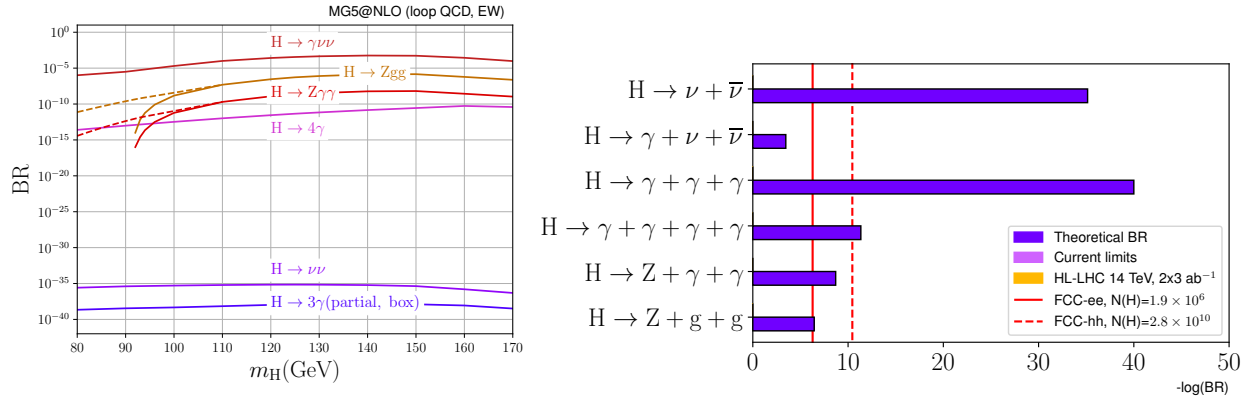 MG5@NLO (loop QCD, EW)
10^0
10^-5
10^-10
10^-15
10^-20
10^-25
10^-30
10^-35
10^-40
BR
H → γνν
H → Zgg
H → Zγγ
H → 4γ
H → νν
H → 3γ(partial, box)
80 90 100 110 120 130 140 150 160 170
m_H(GeV)
H → ν + ν̅
H → γ + ν + ν̅
H → γ + γ + γ
H → γ + γ + γ + γ
H → Z + γ + γ
H → Z + g + g
Theoretical BR
Current limits
HL-LHC 14 TeV, 2x3 ab^-1
FCC-ee, N(H)=1.9 × 10^6
FCC-hh, N(H)=2.8 × 10^10
0 10 20 30 40 50
-log(BR)